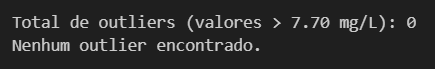 Total de outliers (valores > 7.70 mg/L): 0
Nenhum outlier encontrado.